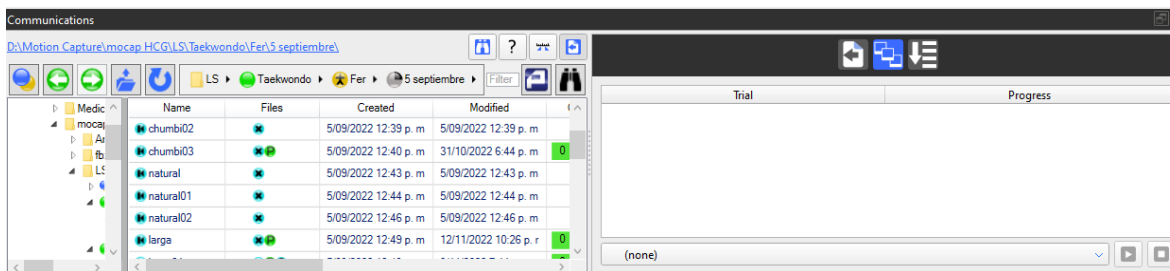 Communications
D:\Motion Capture\mocap HCG\LS\Taekwondo\Fer\5 septiembre\
?
LS Taekwondo Fer 5 septiembre Filter
Medic
mocap
Ar
fb
LS
Name Files Created Modified
chumbi02 5/09/2022 12:39 p. m 5/09/2022 12:39 p. m
chumbi03 P 5/09/2022 12:40 p. m 31/10/2022 6:44 p. m 0
natural 5/09/2022 12:43 p. m 5/09/2022 12:43 p. m
natural01 5/09/2022 12:44 p. m 5/09/2022 12:44 p. m
natural02 5/09/2022 12:46 p. m 5/09/2022 12:46 p. m
larga P 5/09/2022 12:49 p. m 12/11/2022 10:26 p. r 0
Trial Progress
(none)